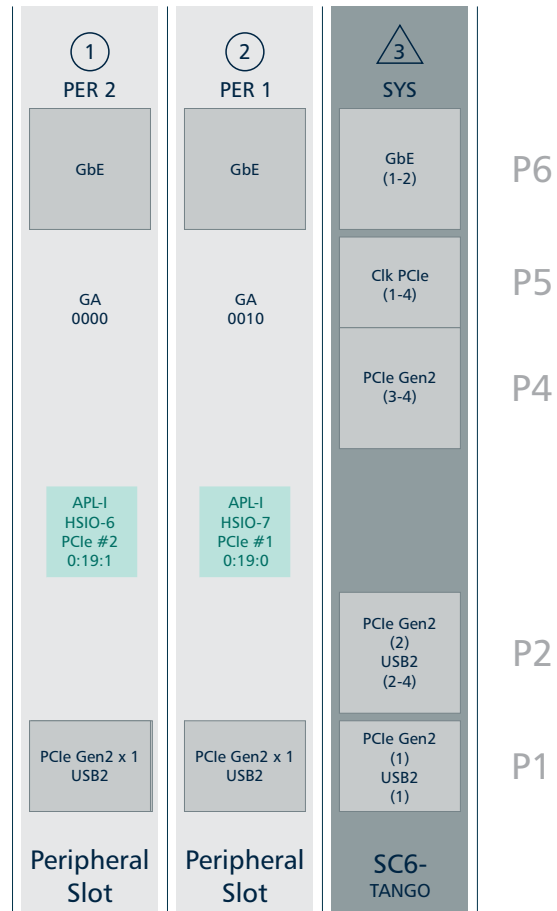 1
PER 2
GbE
GA
0000
APL-I
HSIO-6
PCIe #2
0:19:1
PCIe Gen2 x 1
USB2
Peripheral
Slot
2
PER 1
GbE
GA
0010
APL-I
HSIO-7
PCIe #1
0:19:0
PCIe Gen2 x 1
USB2
Peripheral
Slot
3
SYS
GbE
(1-2)
Clk PCIe
(1-4)
PCIe Gen2
(3-4)
PCIe Gen2
(2)
USB2
(2-4)
PCIe Gen2
(1)
USB2
(1)
SC6-
TANGO
P6
P5
P4
P2
P1